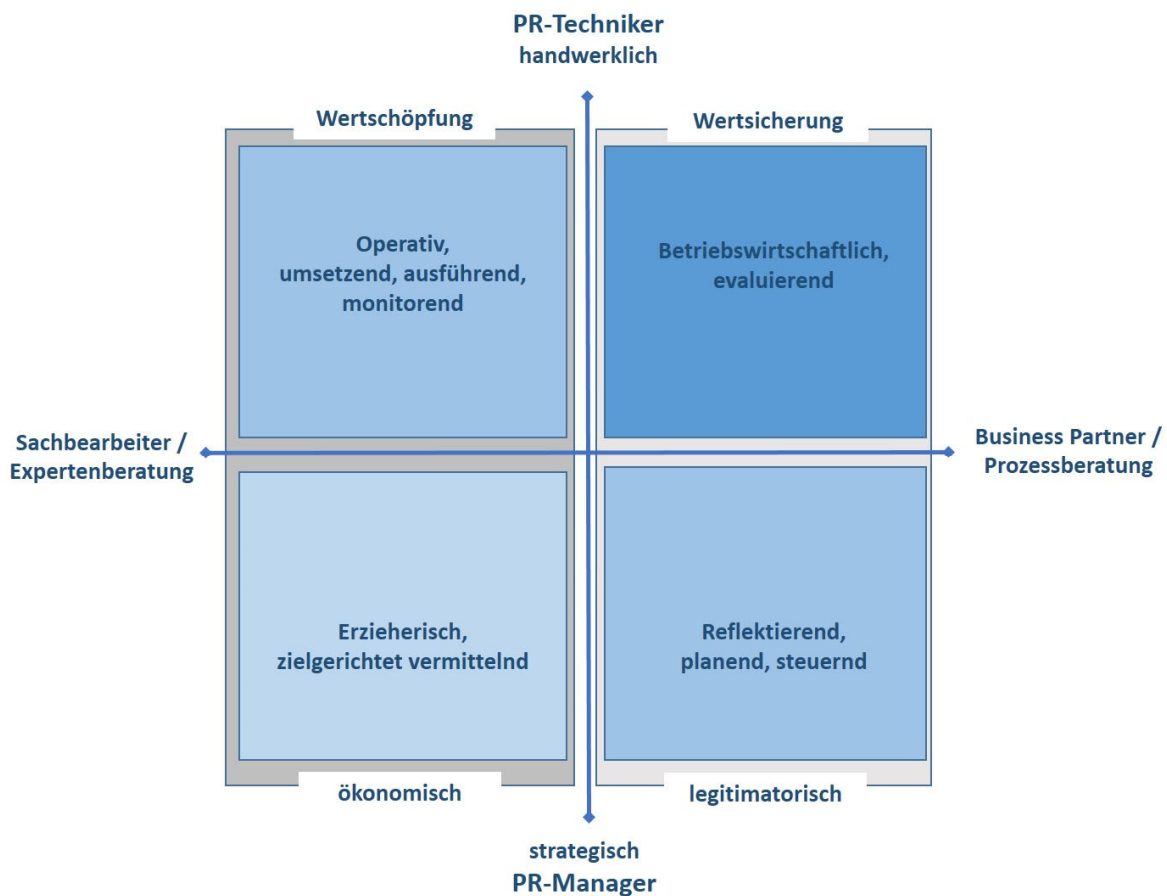 PR-Techniker
handwerklich
Wertschöpfung
Wertsicherung
Operativ,
umsetzend, ausführend,
monitorend
Betriebswirtschaftlich,
evaluierend
Sachbearbeiter /
Expertenberatung
Business Partner /
Prozessberatung
Erzieherisch,
zielgerichtet vermittelnd
Reflektierend,
planend, steuernd
ökonomisch
legitimatorisch
strategisch
PR-Manager